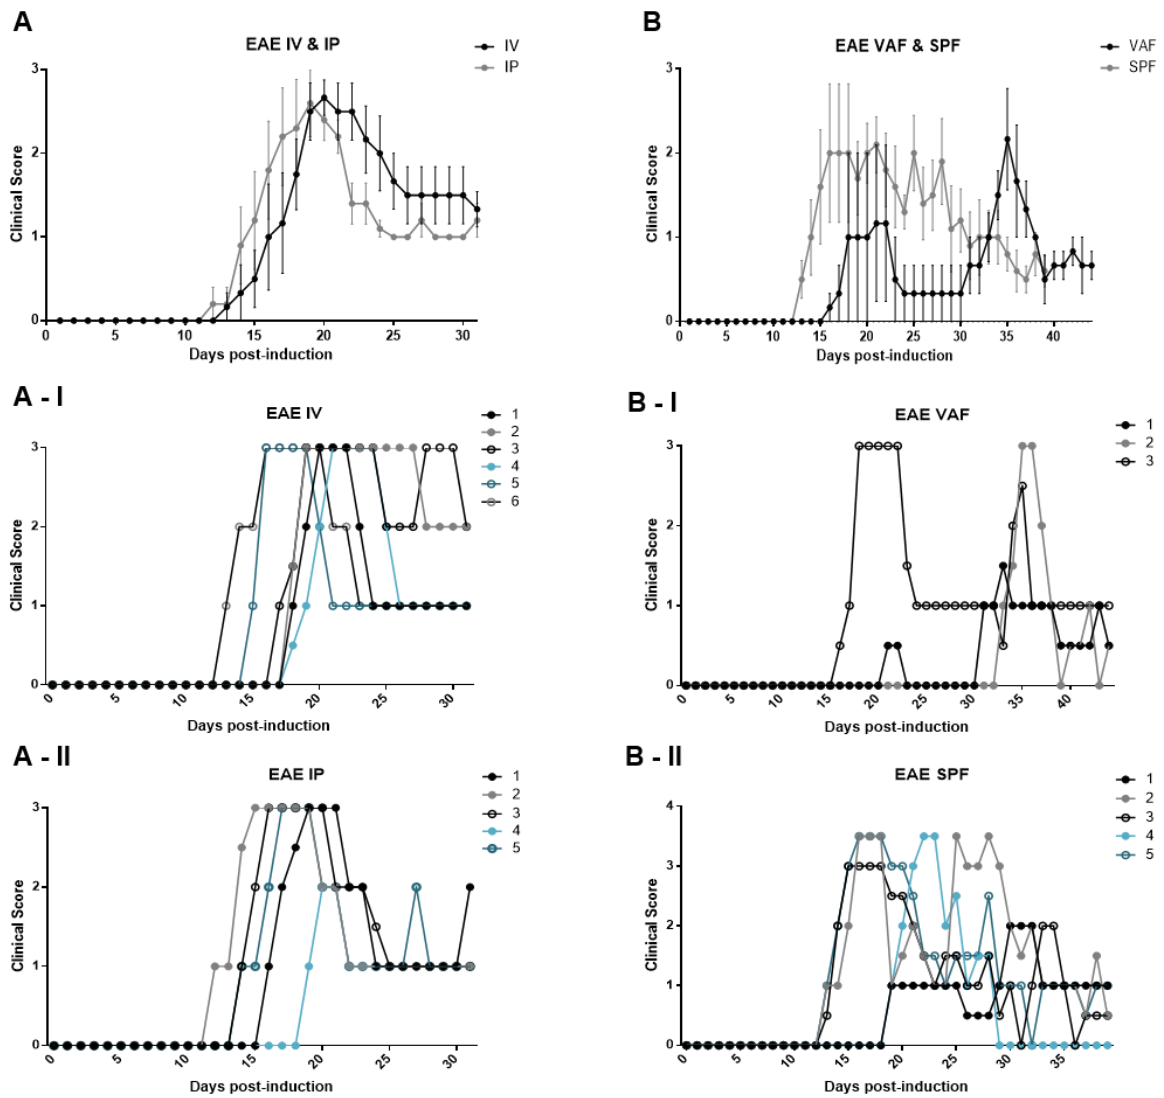 A
EAE IV & IP
IV
IP
3
2
1
0
Clinical Score
0 5 10 15 20 25 30
Days post-induction
B
EAE VAF & SPF
VAF
SPF
3
2
1
0
Clinical Score
0 5 10 15 20 25 30 35 40
Days post-induction
A - I
EAE IV
1
2
3
4
5
6
3
2
1
0
Clinical Score
0 5 10 15 20 25 30
Days post-induction
B - I
EAE VAF
1
2
3
3
2
1
0
Clinical Score
0 5 10 15 20 25 30 35 40
Days post-induction
A - II
EAE IP
1
2
3
4
5
3
2
1
0
Clinical Score
0 5 10 15 20 25 30
Days post-induction
B - II
EAE SPF
1
2
3
4
5
4
3
2
1
0
Clinical Score
0 5 10 15 20 25 30 35
Days post-induction